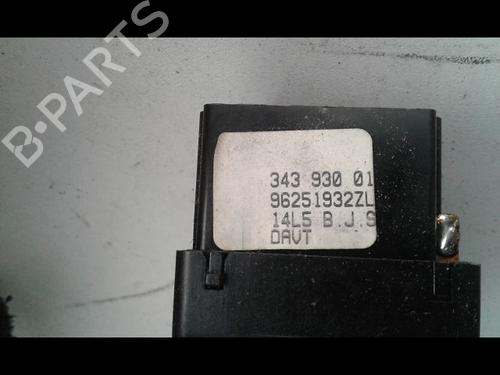 B-PARTS
343 930 01
96251932ZL
14L5 B.J.S
DAVT